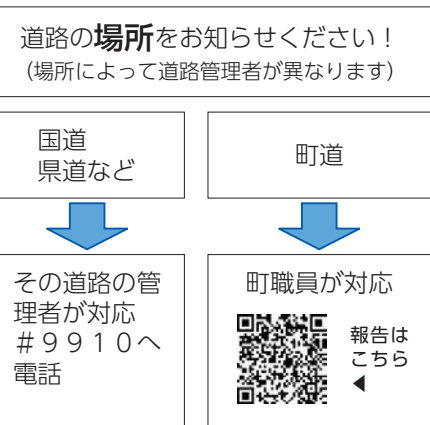 道路の場所をお知らせください！
（場所によって道路管理者が異なります）
国道
県道など
町道
その道路の管
理者が対応
＃９９１０へ
電話
町職員が対応
報告は
こちら
◀